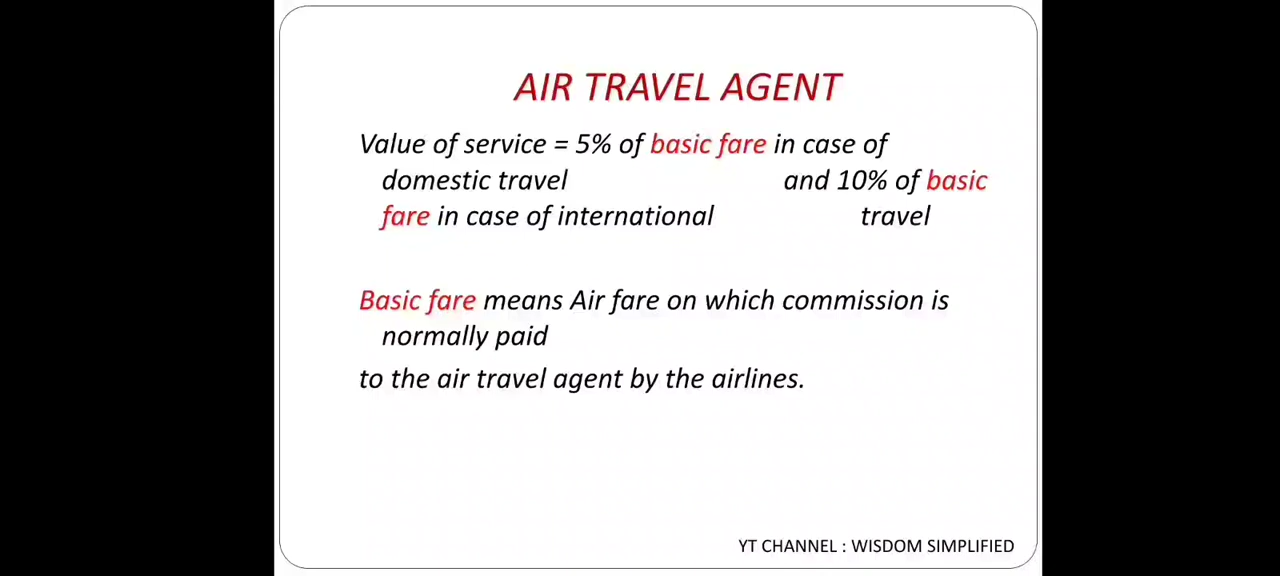 AIR TRAVEL AGENT
Value of service = 5% of basic fare in case of
domestic travel and 10% of basic
fare in case of international travel
Basic fare means Air fare on which commission is
normally paid
to the air travel agent by the airlines.
YT CHANNEL : WISDOM SIMPLIFIED